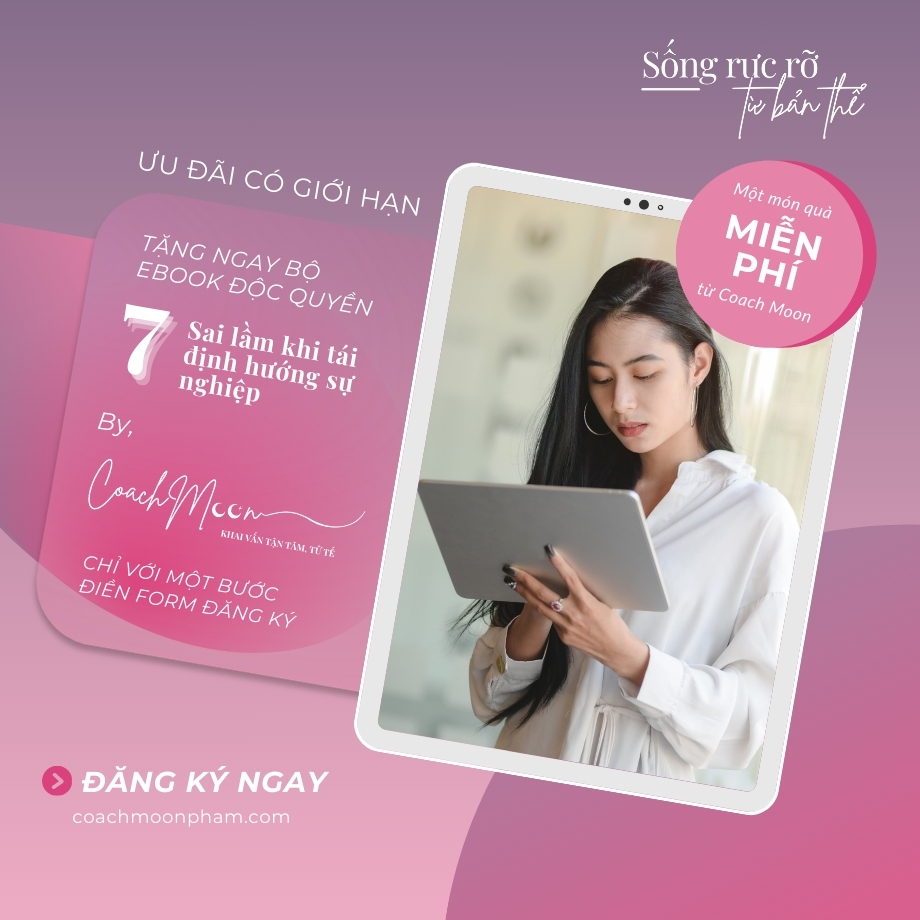 Sống rực rỡ
từ bản thể
ƯU ĐÃI CÓ GIỚI HẠN
Một món quà
MIỄN
PHÍ
từ Coach Moon
TẶNG NGAY BỘ
EBOOK ĐỘC QUYỀN
7
Sai lầm khi tái
định hướng sự
nghiệp
By,
CoachMoon
KHAI VẤN TẬN TÂM, TỬ TẾ
CHỈ VỚI MỘT BƯỚC
ĐIỀN FORM ĐĂNG KÝ
ĐĂNG KÝ NGAY
coachmoonpham.com